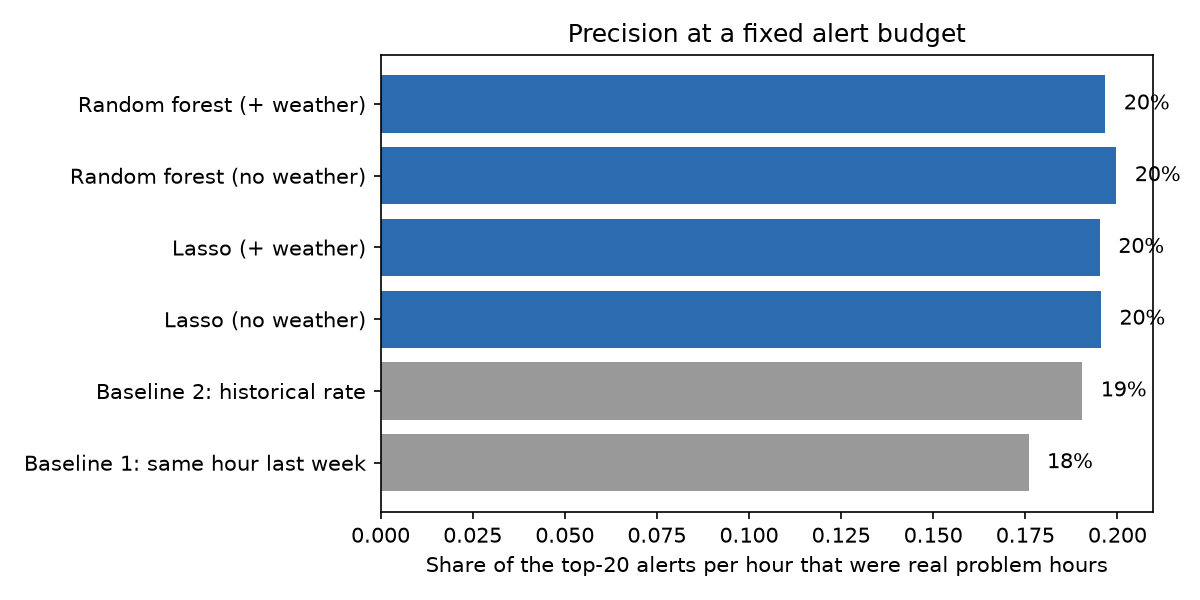 Precision at a fixed alert budget
Random forest (+ weather)
20%
Random forest (no weather)
20%
Lasso (+ weather)
20%
Lasso (no weather)
20%
Baseline 2: historical rate
19%
Baseline 1: same hour last week
18%
0.000 0.025 0.050 0.075 0.100 0.125 0.150 0.175 0.200
Share of the top-20 alerts per hour that were real problem hours